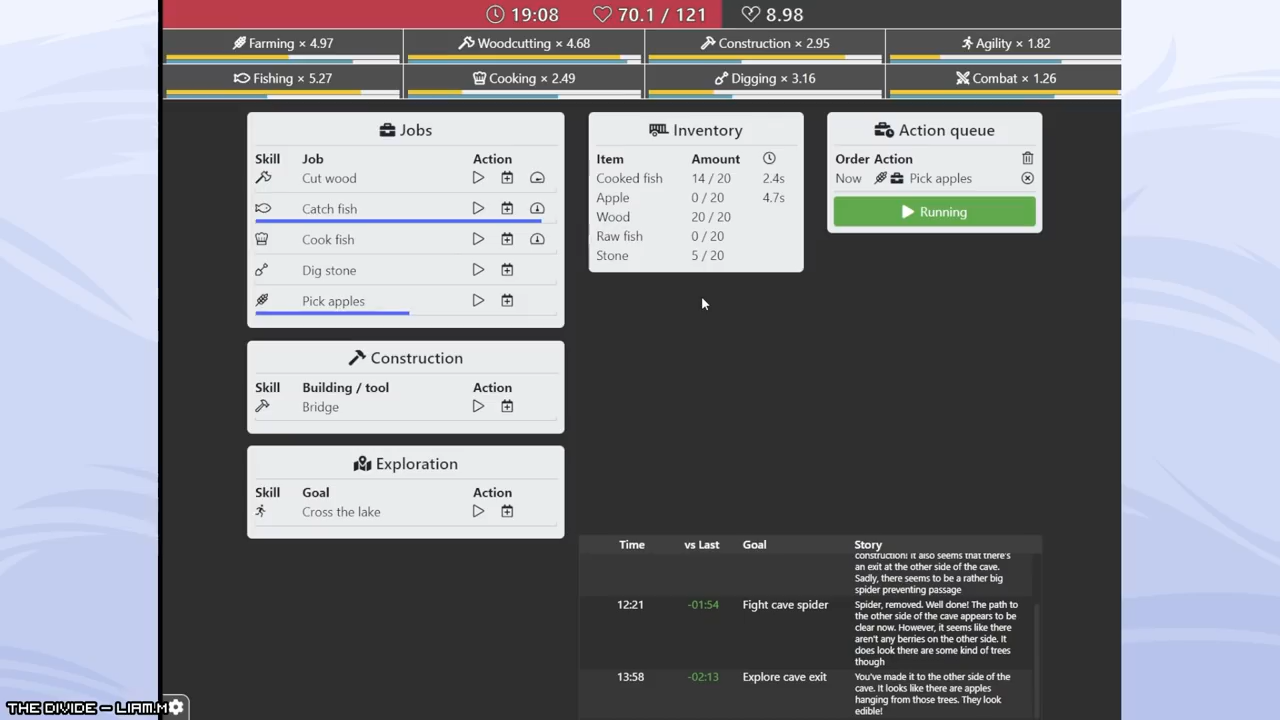 19:08 70.1 / 121 8.98
Farming × 4.97 Woodcutting × 4.68 Construction × 2.95 Agility × 1.82
Fishing × 5.27 Cooking × 2.49 Digging × 3.16 Combat × 1.26
Jobs
Skill Job Action
Cut wood
Catch fish
Cook fish
Dig stone
Pick apples
Construction
Skill Building / tool Action
Bridge
Exploration
Skill Goal Action
Cross the lake
Inventory
Item Amount
Cooked fish 14 / 20 2.4s
Apple 0 / 20 4.7s
Wood 20 / 20
Raw fish 0 / 20
Stone 5 / 20
Action queue
Order Action
Now Pick apples
Running
Time vs Last Goal Story
construction! It also seems that there's
an exit at the other side of the cave.
Sadly, there seems to be a rather big
spider preventing passage
12:21 -01:54 Fight cave spider Spider, removed. Well done! The path to
the other side of the cave appears to be
clear now. However, it seems like there
aren't any berries on the other side. It
does look there are some kind of trees
though
13:58 -02:13 Explore cave exit You've made it to the other side of the
cave. It looks like there are apples
hanging from those trees. They look
edible!
THE DIVIDE – LIAM.M